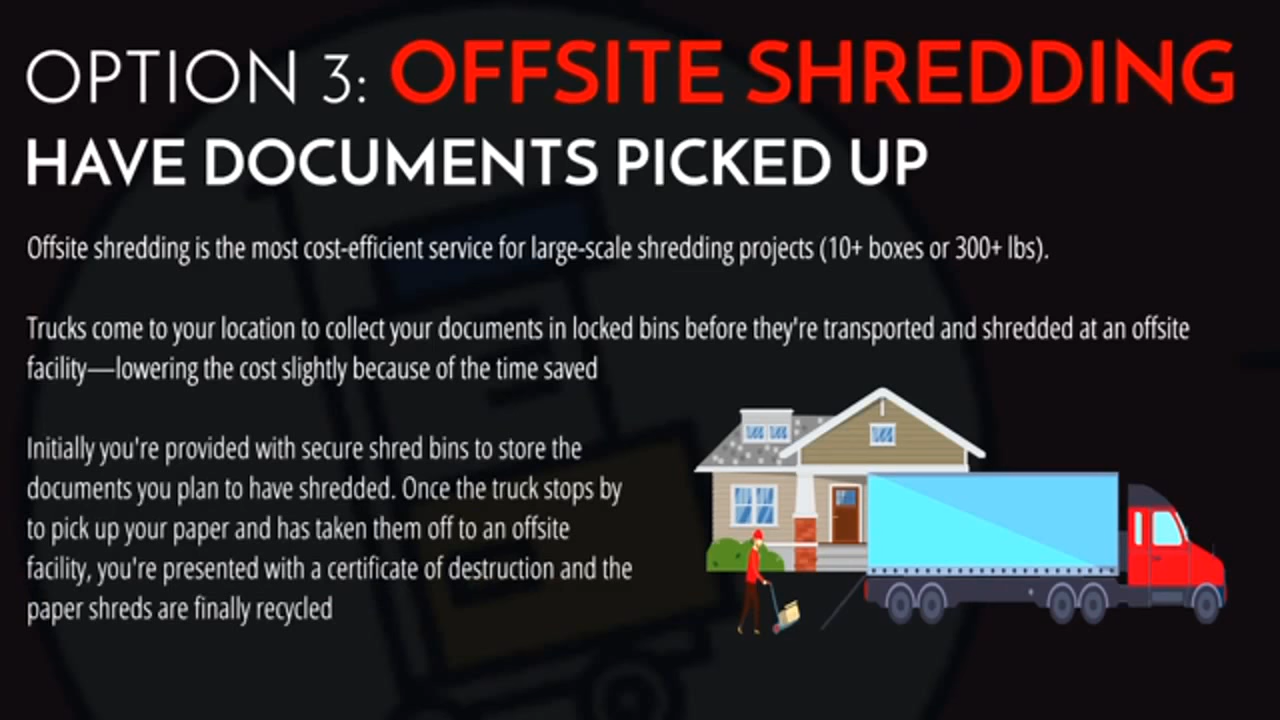 OPTION 3: OFFSITE SHREDDING
HAVE DOCUMENTS PICKED UP
Offsite shredding is the most cost-efficient service for large-scale shredding projects (10+ boxes or 300+ lbs).
Trucks come to your location to collect your documents in locked bins before they're transported and shredded at an offsite
facility—lowering the cost slightly because of the time saved
Initially you're provided with secure shred bins to store the
documents you plan to have shredded. Once the truck stops by
to pick up your paper and has taken them off to an offsite
facility, you're presented with a certificate of destruction and the
paper shreds are finally recycled